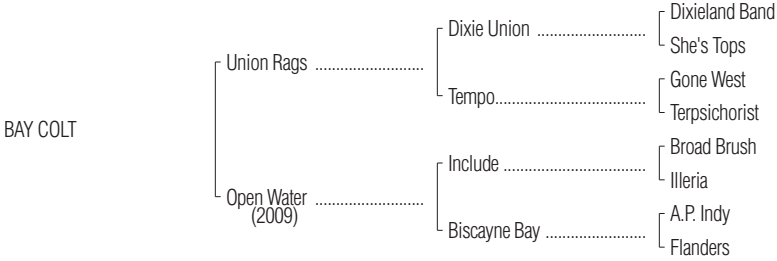 Dixieland Band
Dixie Union ..........................
She's Tops
Union Rags ..........................
Gone West
Tempo....................................
Terpsichorist
BAY COLT
Broad Brush
Include ..................................
Illeria
Open Water ..........................
(2009)
A.P. Indy
Biscayne Bay ........................
Flanders